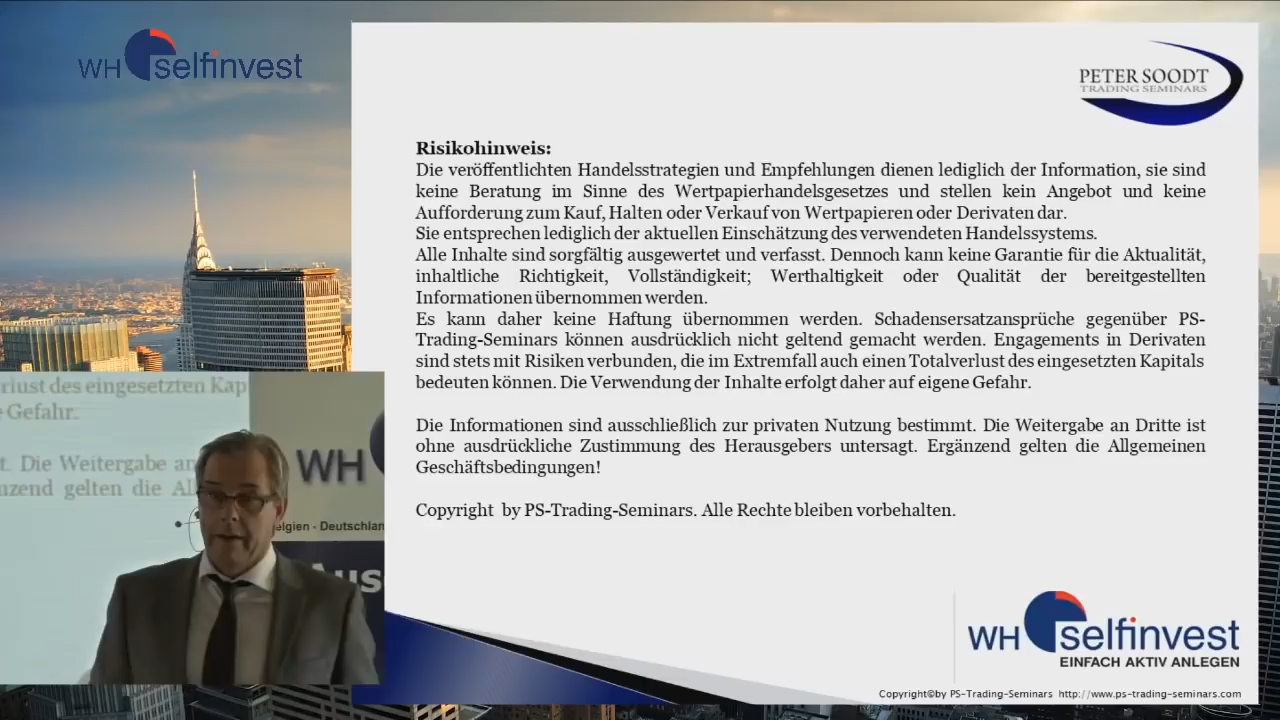 WH selfinvest
PETER SOODT
TRADING SEMINARS
Risikohinweis:
Die veröffentlichten Handelsstrategien und Empfehlungen dienen lediglich der Information, sie sind
keine Beratung im Sinne des Wertpapierhandelsgesetzes und stellen kein Angebot und keine
Aufforderung zum Kauf, Halten oder Verkauf von Wertpapieren oder Derivaten dar.
Sie entsprechen lediglich der aktuellen Einschätzung des verwendeten Handelssystems.
Alle Inhalte sind sorgfältig ausgewertet und verfasst. Dennoch kann keine Garantie für die Aktualität,
inhaltliche Richtigkeit, Vollständigkeit; Werthaltigkeit oder Qualität der bereitgestellten
Informationen übernommen werden.
Es kann daher keine Haftung übernommen werden. Schadensersatzansprüche gegenüber PS-
Trading-Seminars können ausdrücklich nicht geltend gemacht werden. Engagements in Derivaten
sind stets mit Risiken verbunden, die im Extremfall auch einen Totalverlust des eingesetzten Kapitals
bedeuten können. Die Verwendung der Inhalte erfolgt daher auf eigene Gefahr.
Die Informationen sind ausschließlich zur privaten Nutzung bestimmt. Die Weitergabe an Dritte ist
ohne ausdrückliche Zustimmung des Herausgebers untersagt. Ergänzend gelten die Allgemeinen
Geschäftsbedingungen!
Copyright by PS-Trading-Seminars. Alle Rechte bleiben vorbehalten.
WH selfinvest
EINFACH AKTIV ANLEGEN
Copyright©by PS-Trading-Seminars http://www.ps-trading-seminars.com
rlust des eingesetzten Kap
Gefahr.
t. Die Weitergabe an
nzend gelten die Al
WH
elgien - Deutschlan
Aus